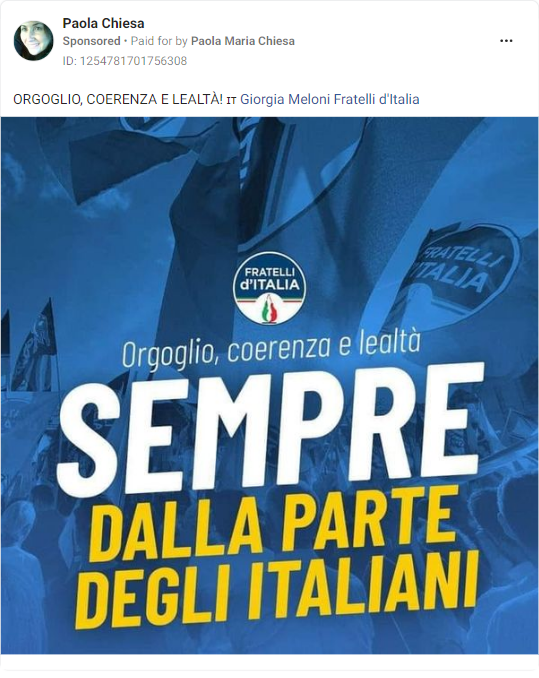 Paola Chiesa
Sponsored • Paid for by Paola Maria Chiesa
ID: 1254781701756308
ORGOGLIO, COERENZA E LEALTÀ! IT Giorgia Meloni Fratelli d'Italia
FRATELLI
D'ITALIA
FRATELLI
d'ITALIA
Orgoglio, coerenza e lealtà
SEMPRE
DALLA PARTE
DEGLI ITALIANI